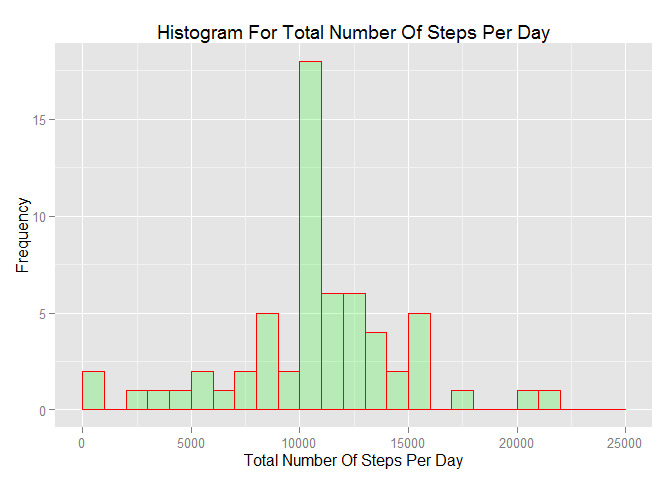 Histogram For Total Number Of Steps Per Day
Frequency
15
10
5
0
0 5000 10000 15000 20000 25000
Total Number Of Steps Per Day